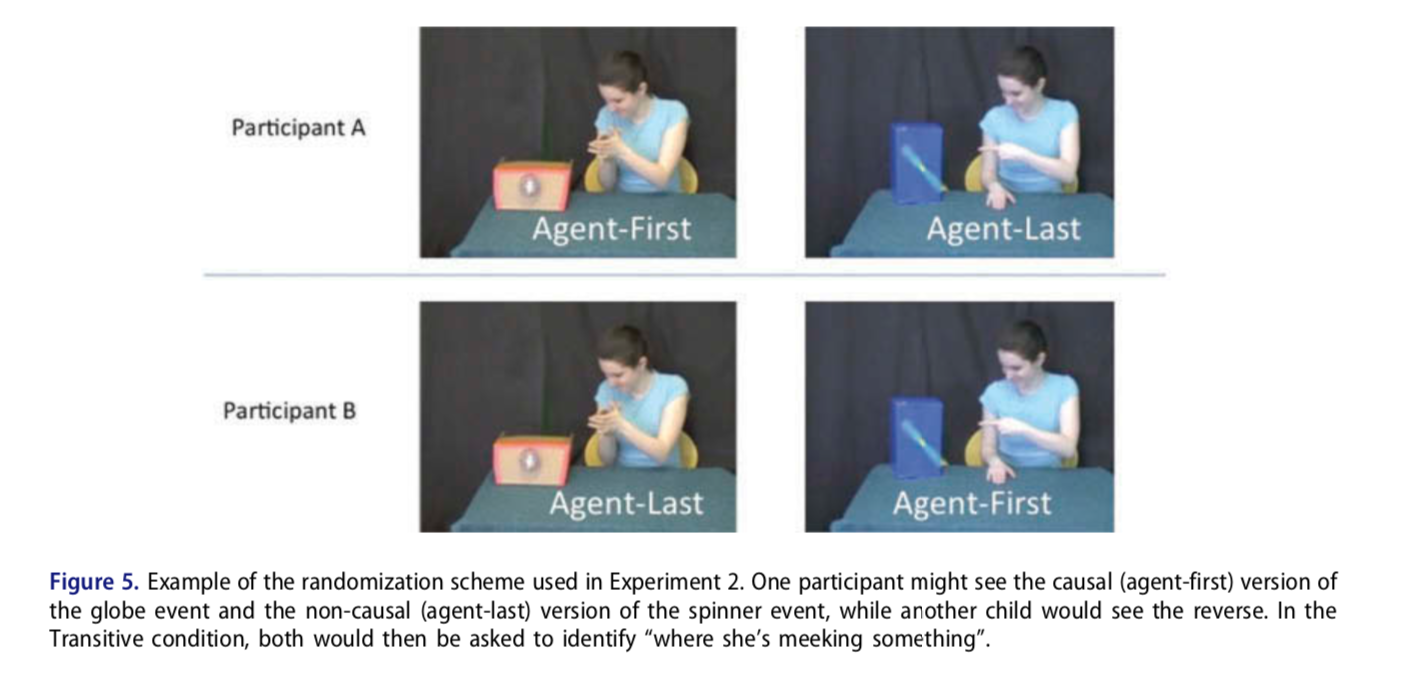 Participant A
Agent-First
Agent-Last
Participant B
Agent-Last
Agent-First
Figure 5. Example of the randomization scheme used in Experiment 2. One participant might see the causal (agent-first) version of
the globe event and the non-causal (agent-last) version of the spinner event, while another child would see the reverse. In the
Transitive condition, both would then be asked to identify “where she’s meeking something”.